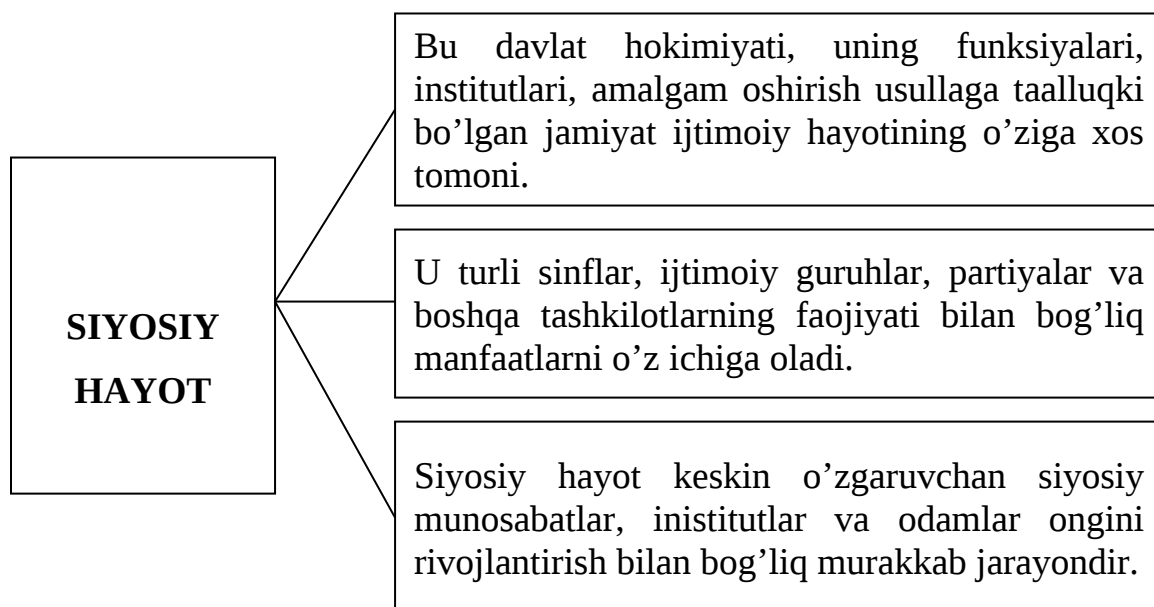 SIYOSIY
HAYOT
Bu davlat hokimiyati, uning funksiyalari,
institutlari, amalgam oshirish usullaga taalluqki
bo’lgan jamiyat ijtimoiy hayotining o’ziga xos
tomoni.
U turli sinflar, ijtimoiy guruhlar, partiyalar va
boshqa tashkilotlarning faojiyati bilan bog’liq
manfaatlarni o’z ichiga oladi.
Siyosiy hayot keskin o’zgaruvchan siyosiy
munosabatlar, inistitutlar va odamlar ongini
rivojlantirish bilan bog’liq murakkab jarayondir.